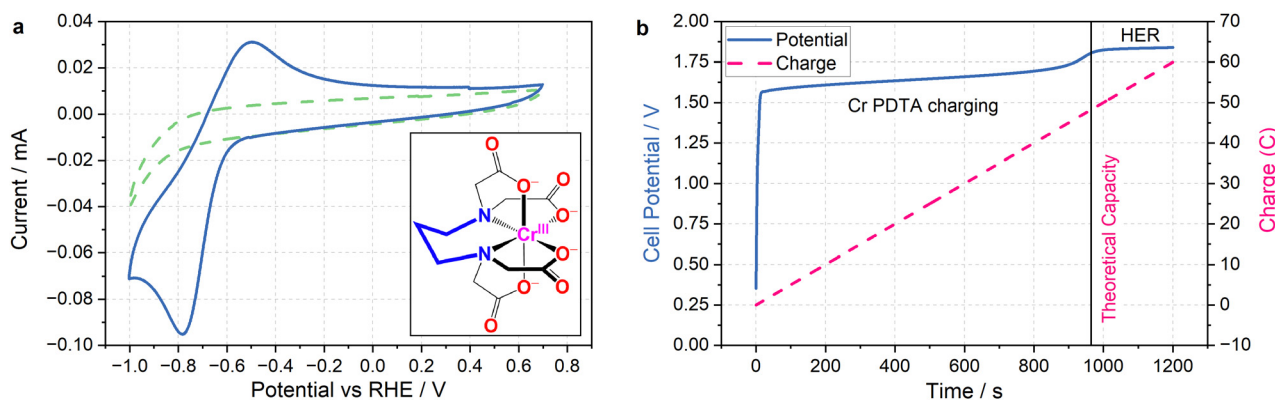 a
0.04
0.02
0.00
−0.02
−0.04
−0.06
−0.08
−0.10
Current / mA
−1.0 −0.8 −0.6 −0.4 −0.2 0.0 0.2 0.4 0.6 0.8
Potential vs RHE / V
O
O⁻
O
O⁻
N
Cr^III
N
O⁻
O
O⁻
O
b
2.00
1.75
1.50
1.25
1.00
0.75
0.50
0.25
0.00
Cell Potential / V
Potential
Charge
HER
Cr PDTA charging
Theoretical Capacity
70
60
50
40
30
20
10
0
−10
Charge (C)
0 200 400 600 800 1000 1200
Time / s